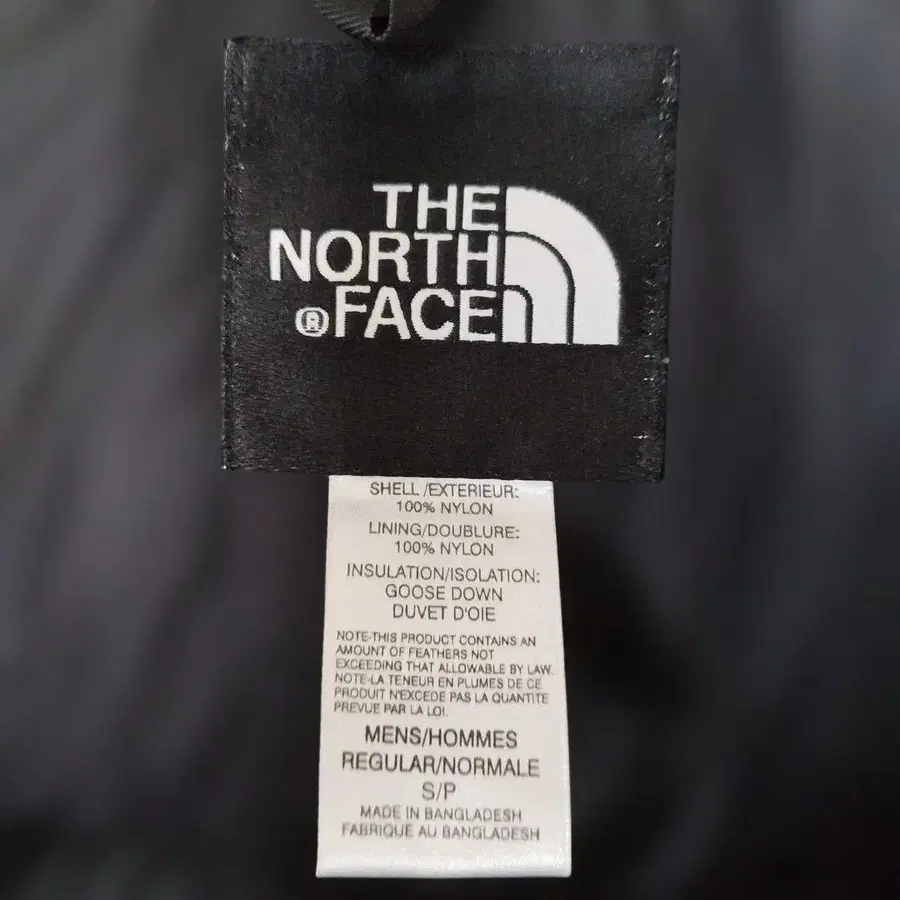 THE
NORTH
® FACE
SHELL/EXTERIEUR:
100% NYLON
LINING/DOUBLURE:
100% NYLON
INSULATION/ISOLATION:
GOOSE DOWN
DUVET D'OIE
NOTE-THIS PRODUCT CONTAINS AN
AMOUNT OF FEATHERS NOT
EXCEEDING THAT ALLOWABLE BY LAW.
NOTE-LA TENEUR EN PLUMES DE CE
PRODUIT N'EXCEDE PAS LA QUANTITE
PREVUE PAR LA LOI.
MENS/HOMMES
REGULAR/NORMALE
S/P
MADE IN BANGLADESH
FABRIQUE AU BANGLADESH